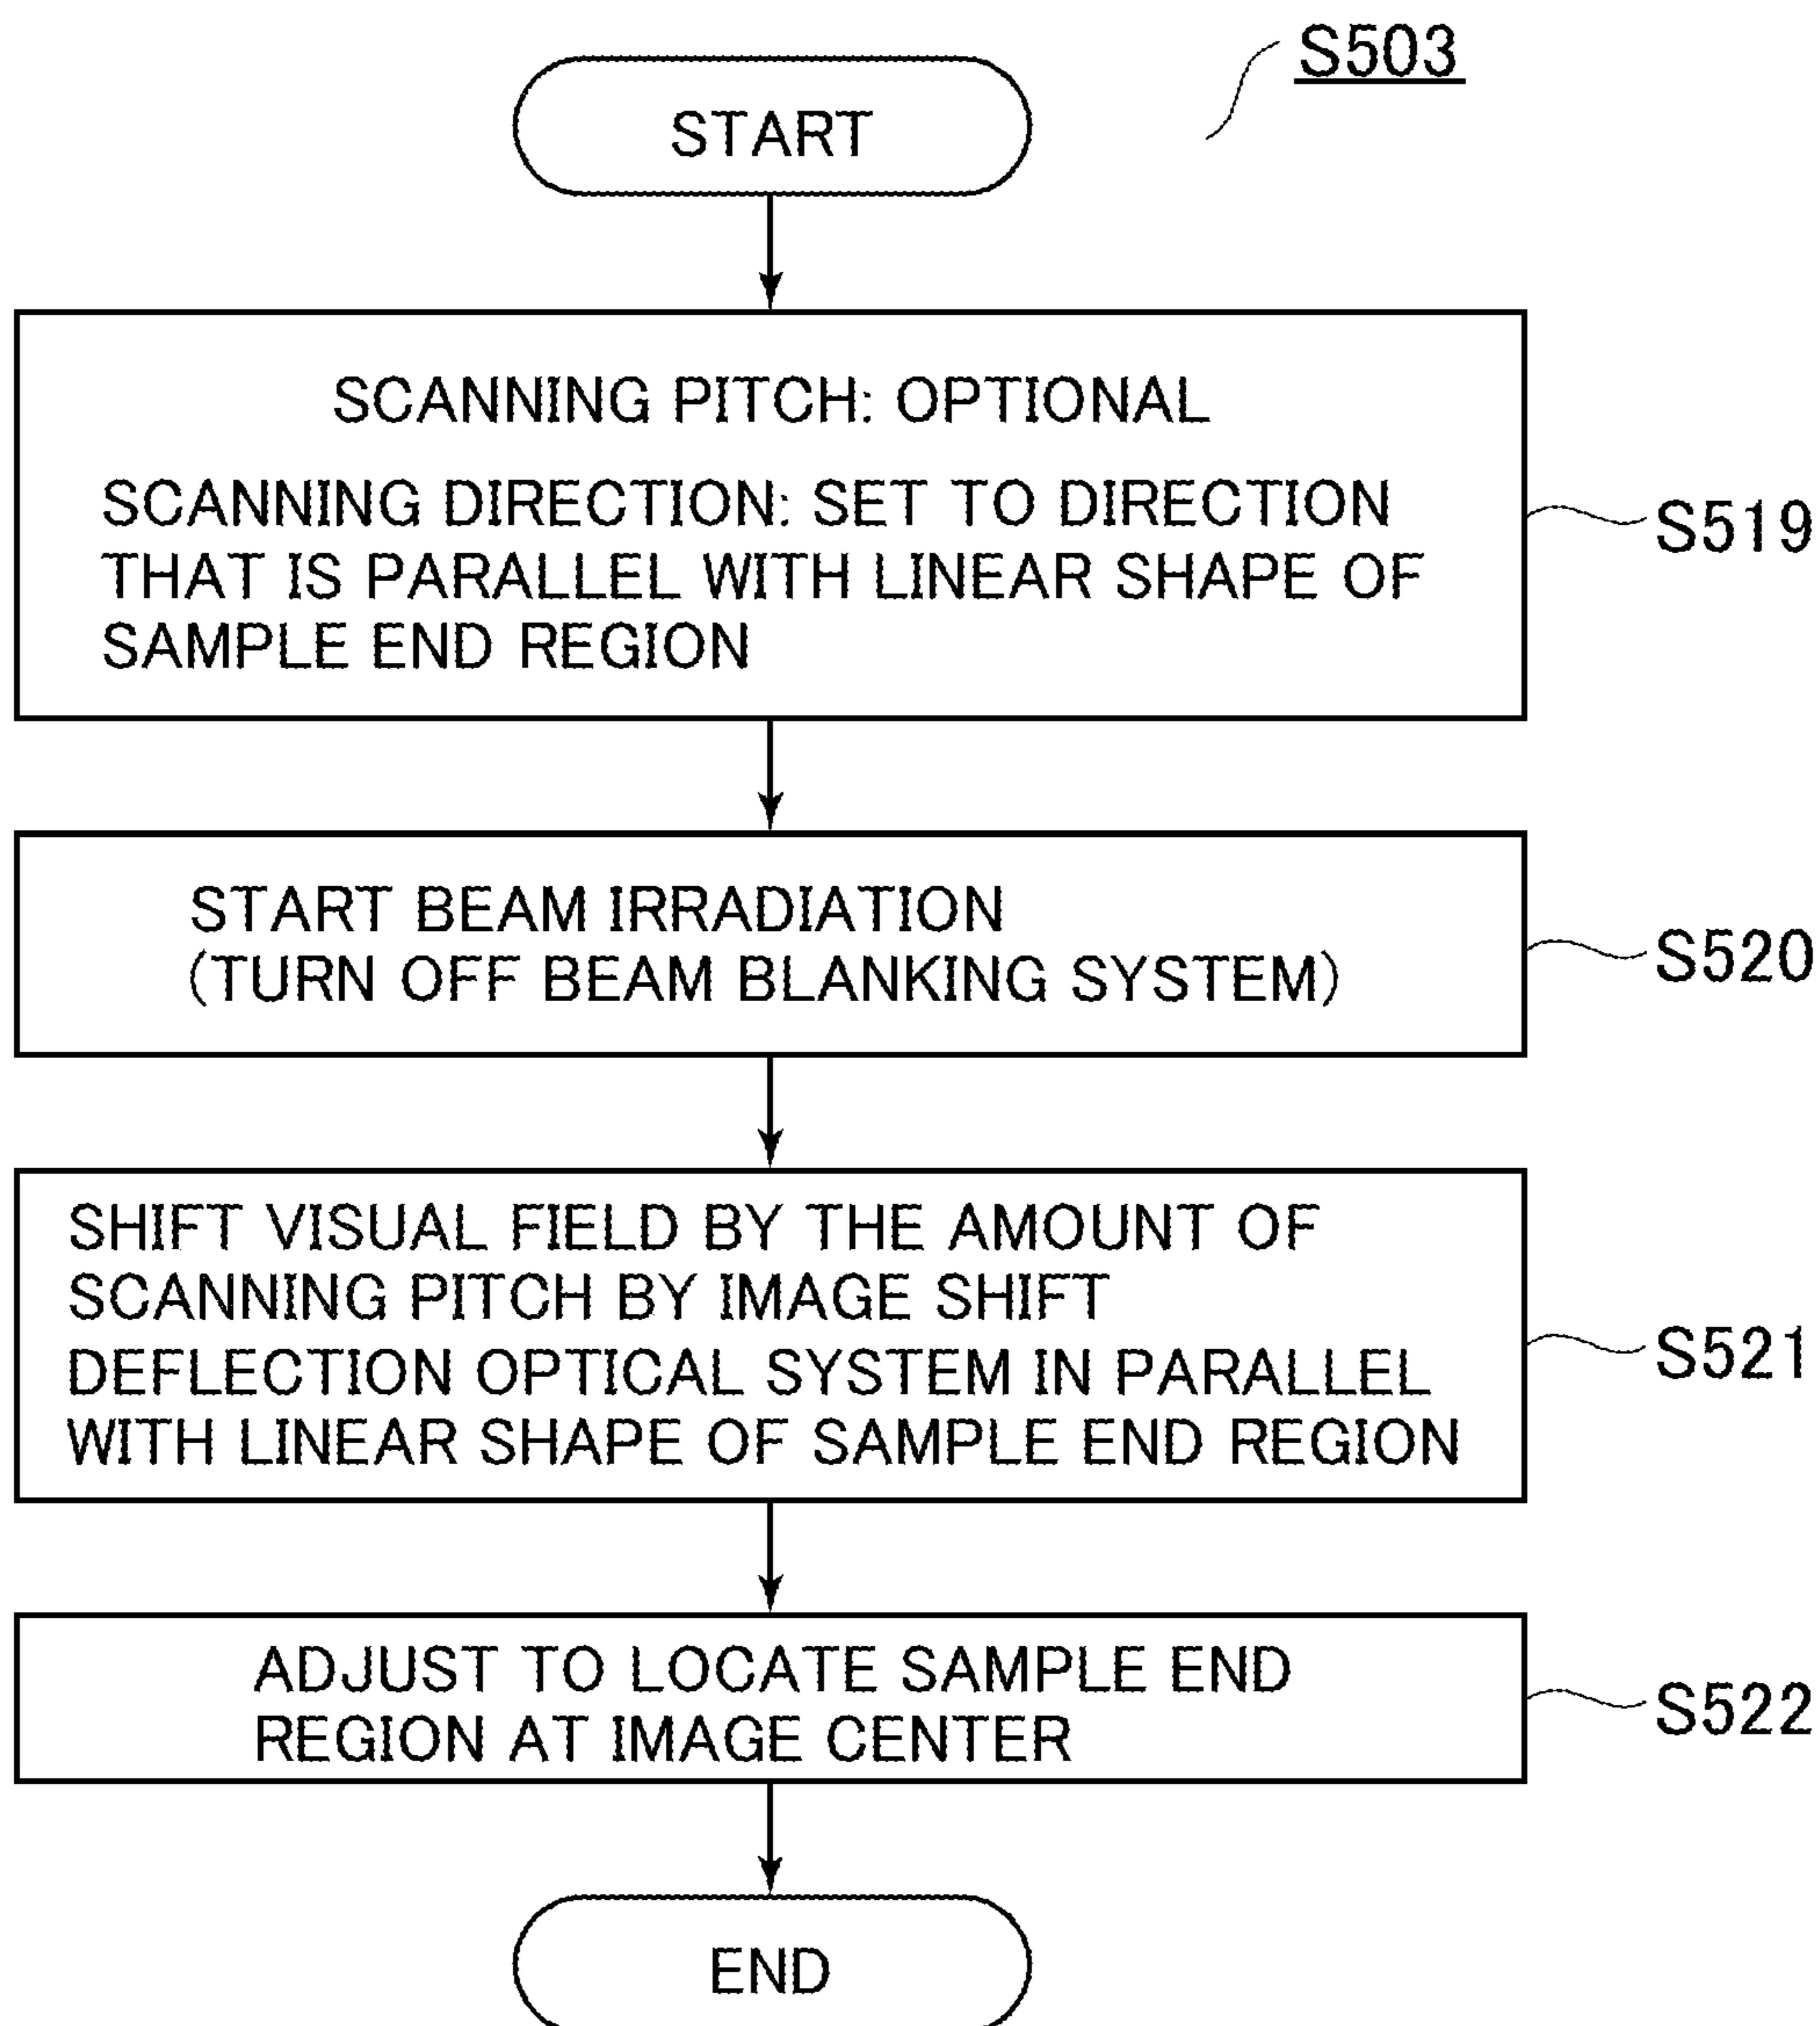 S503
START
SCANNING PITCH: OPTIONAL
SCANNING DIRECTION: SET TO DIRECTION
THAT IS PARALLEL WITH LINEAR SHAPE OF
SAMPLE END REGION
S519
START BEAM IRRADIATION
(TURN OFF BEAM BLANKING SYSTEM)
S520
SHIFT VISUAL FIELD BY THE AMOUNT OF
SCANNING PITCH BY IMAGE SHIFT
DEFLECTION OPTICAL SYSTEM IN PARALLEL
WITH LINEAR SHAPE OF SAMPLE END REGION
S521
ADJUST TO LOCATE SAMPLE END
REGION AT IMAGE CENTER
S522
END